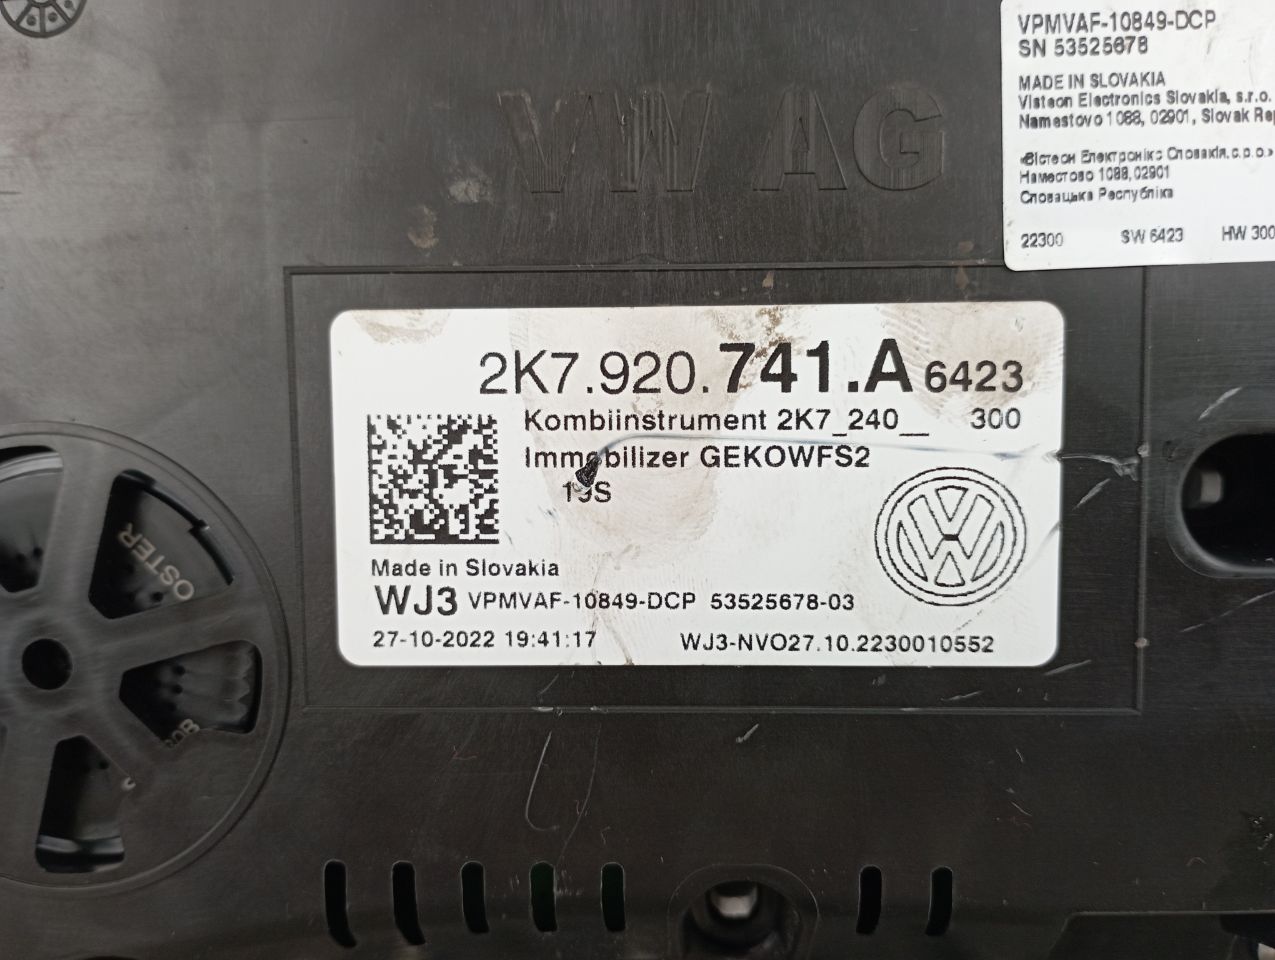 VPMVAF-10849-DCP
SN 53525678
MADE IN SLOVAKIA
Visteon Electronics Slovakia, s.r.o.
Namestovo 1088, 02901, Slovak Rep
«Вістеон Електронікс Словакія, с.р.о.»
Наместово 1088, 02901
Словацька Республіка
22300 SW 6423 HW 300
VW AG
2K7.920.741.A 6423
Kombiinstrument 2K7_240__ 300
Immobilizer GEKOWFS2
Made in Slovakia
WJ3 VPMVAF-10849-DCP 53525678-03
27-10-2022 19:41:17 WJ3-NVO27.10.2230010552
OSTER